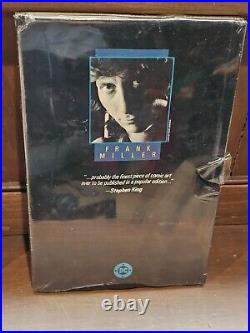 FRANK
MILLER
"...probably the finest piece of comic art
ever to be published in a popular edition..."
—Stephen King
DC